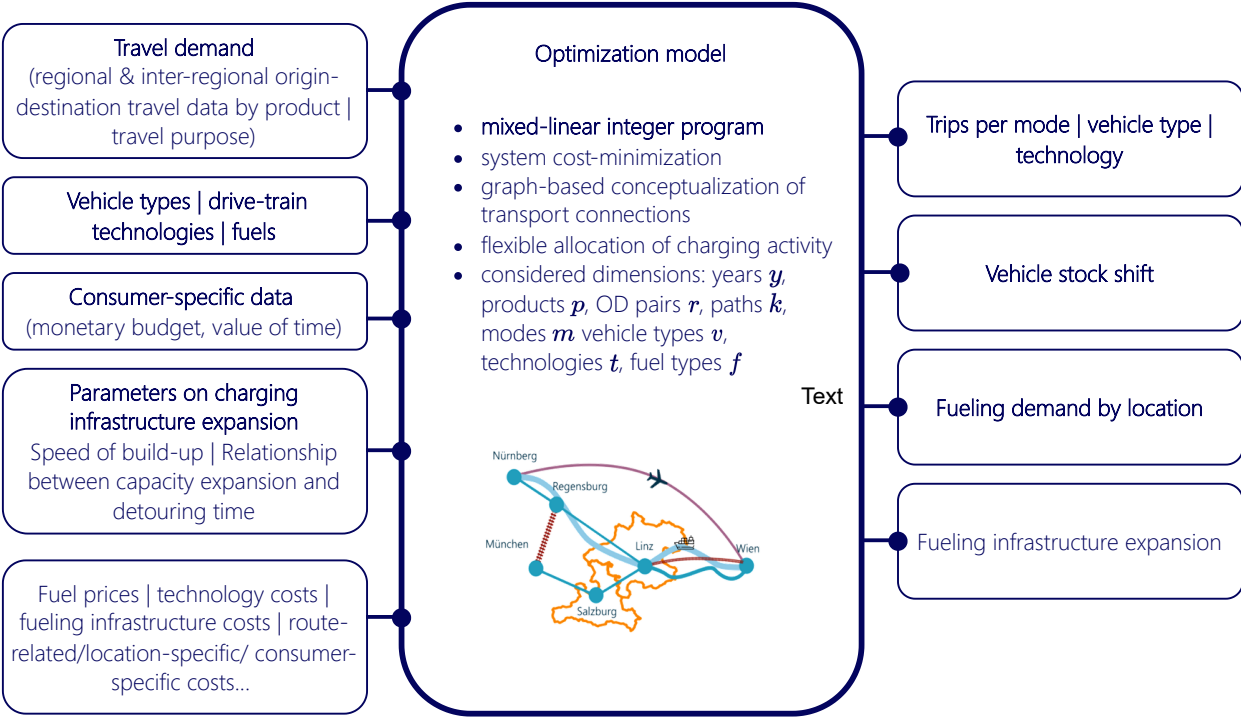 Travel demand
(regional & inter-regional origin-
destination travel data by product |
travel purpose)
Vehicle types | drive-train
technologies | fuels
Consumer-specific data
(monetary budget, value of time)
Parameters on charging
infrastructure expansion
Speed of build-up | Relationship
between capacity expansion and
detouring time
Fuel prices | technology costs |
fueling infrastructure costs | route-
related/location-specific/ consumer-
specific costs...
Optimization model
• mixed-linear integer program
• system cost-minimization
• graph-based conceptualization of
transport connections
• flexible allocation of charging activity
• considered dimensions: years y,
products p, OD pairs r, paths k,
modes m vehicle types v,
technologies t, fuel types f
Text
Nürnberg
Regensburg
München
Linz
Wien
Salzburg
Trips per mode | vehicle type |
technology
Vehicle stock shift
Fueling demand by location
Fueling infrastructure expansion